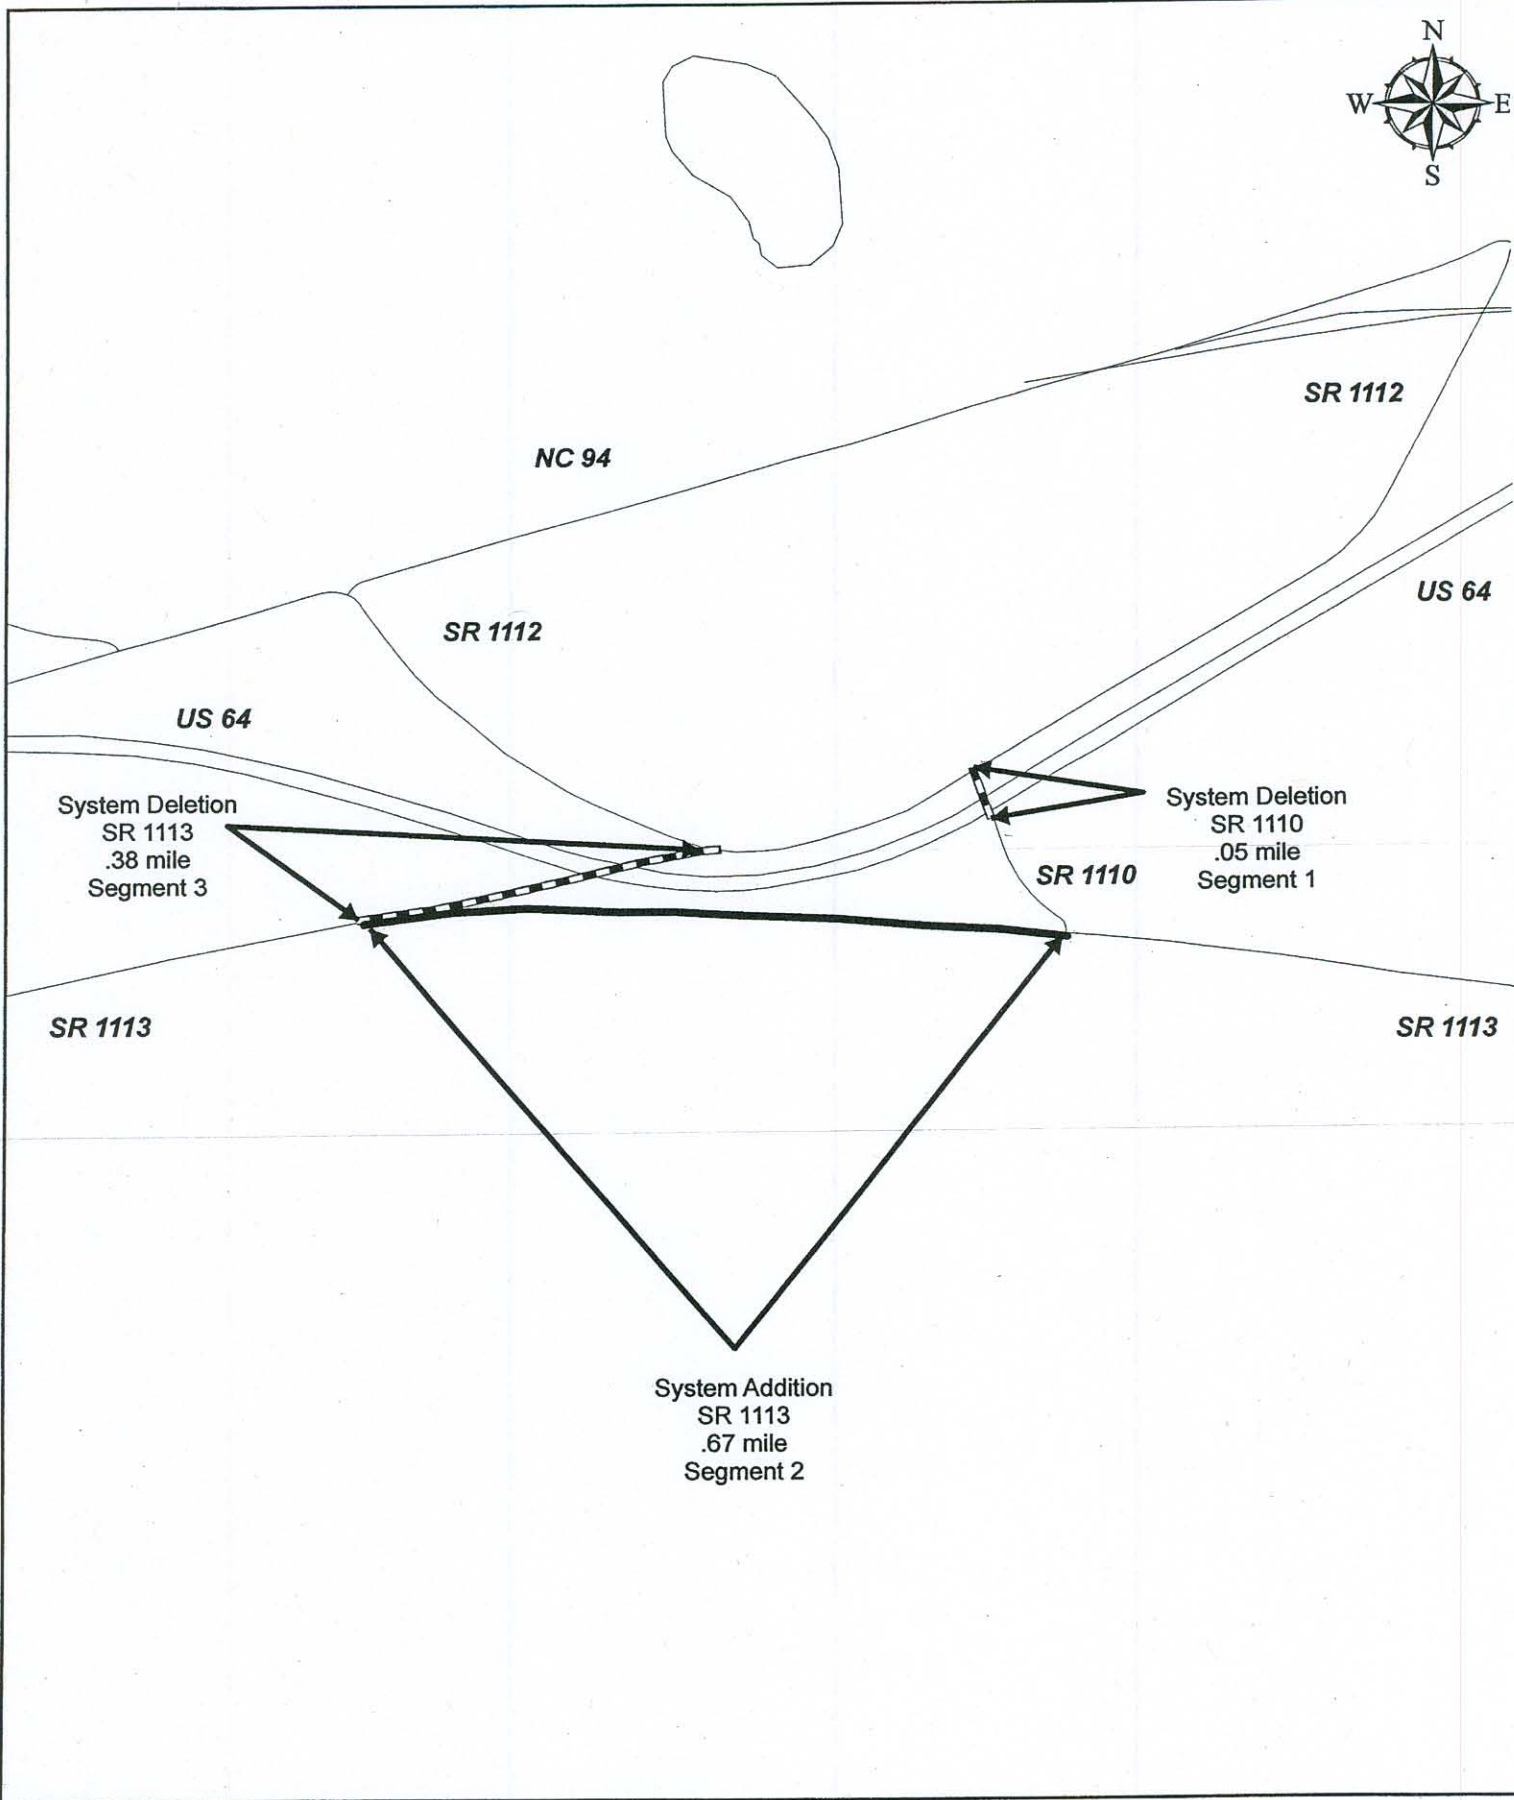 N
W
E
S
SR 1112
NC 94
US 64
SR 1112
US 64
System Deletion
SR 1113
.38 mile
Segment 3
System Deletion
SR 1110
.05 mile
Segment 1
SR 1110
SR 1113
SR 1113
System Addition
SR 1113
.67 mile
Segment 2